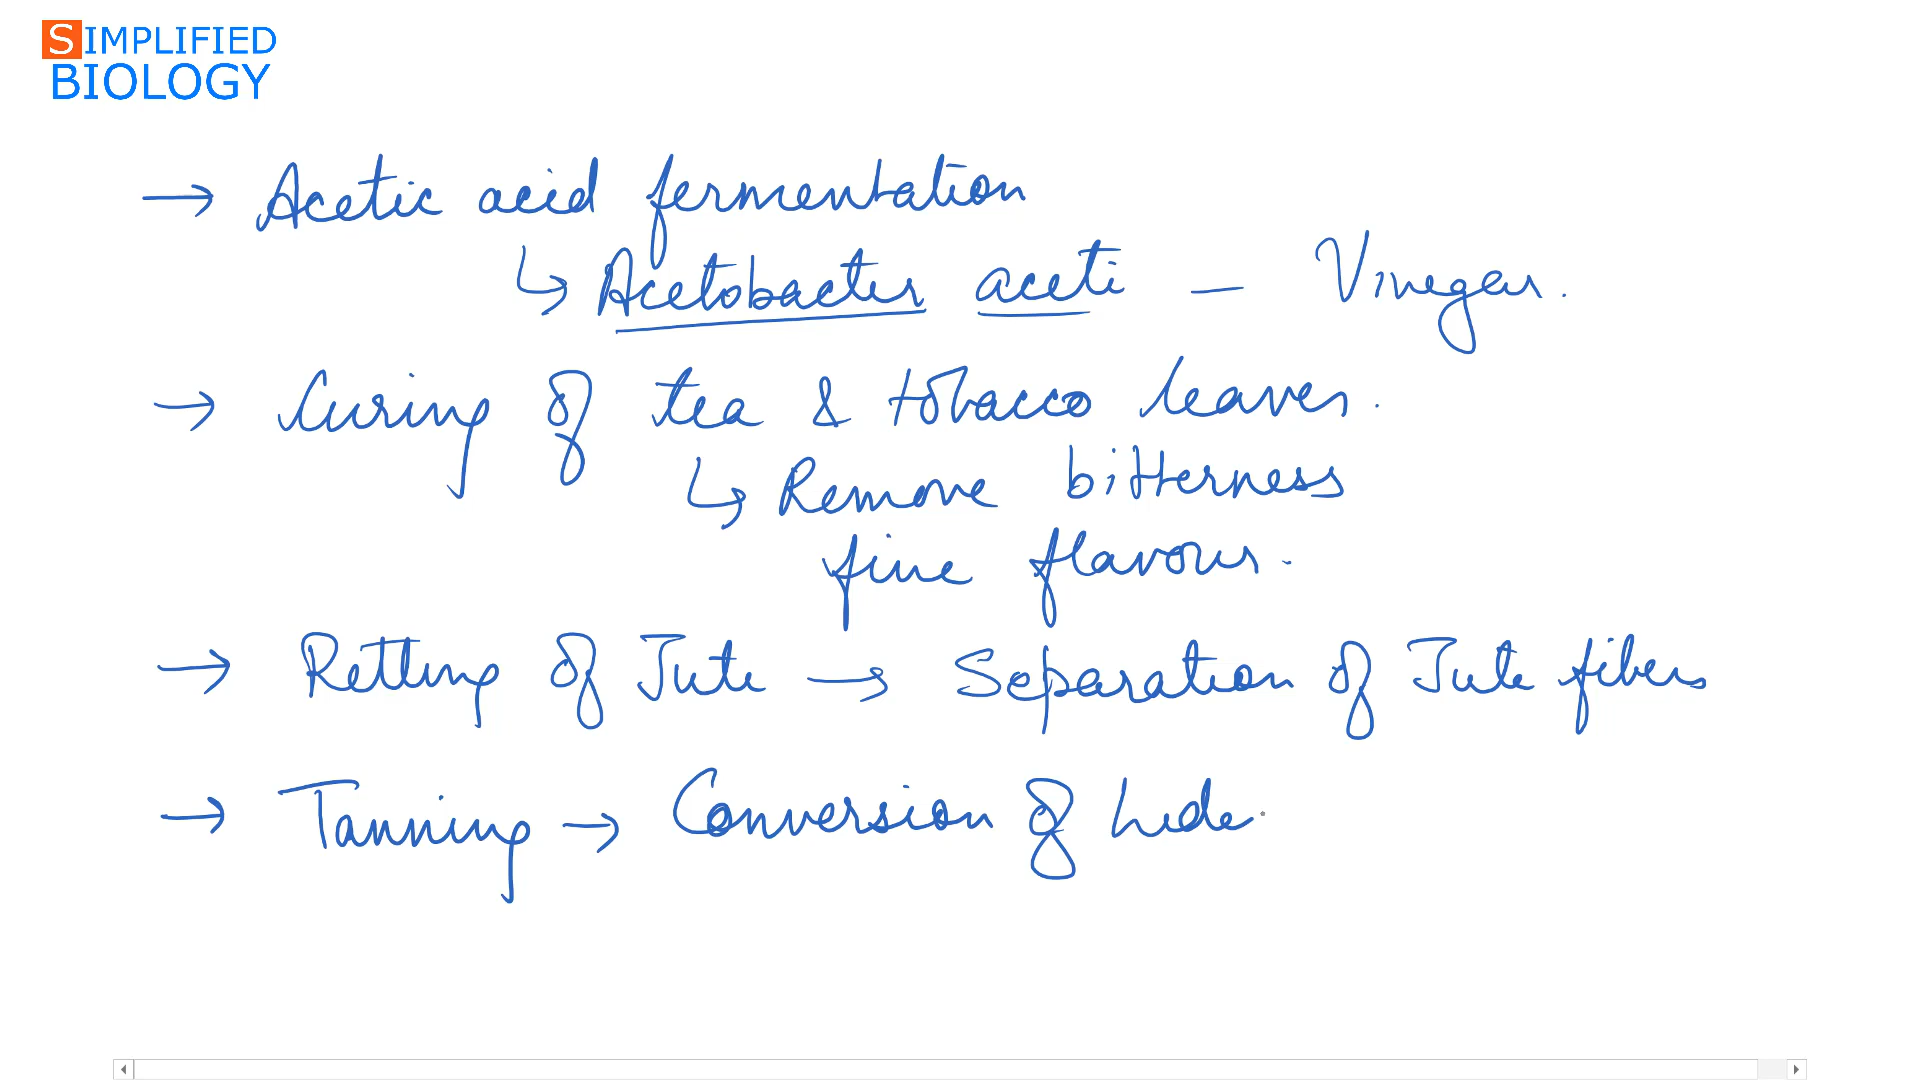 SIMPLIFIED
BIOLOGY
→ Acetic acid fermentation
↳ Acetobacter aceti – Vinegar.
→ Curing of tea & tobacco leaves.
↳ Remove bitterness
fine flavour.
→ Retting of Jute → Separation of Jute fibers
→ Tanning → Conversion of hide